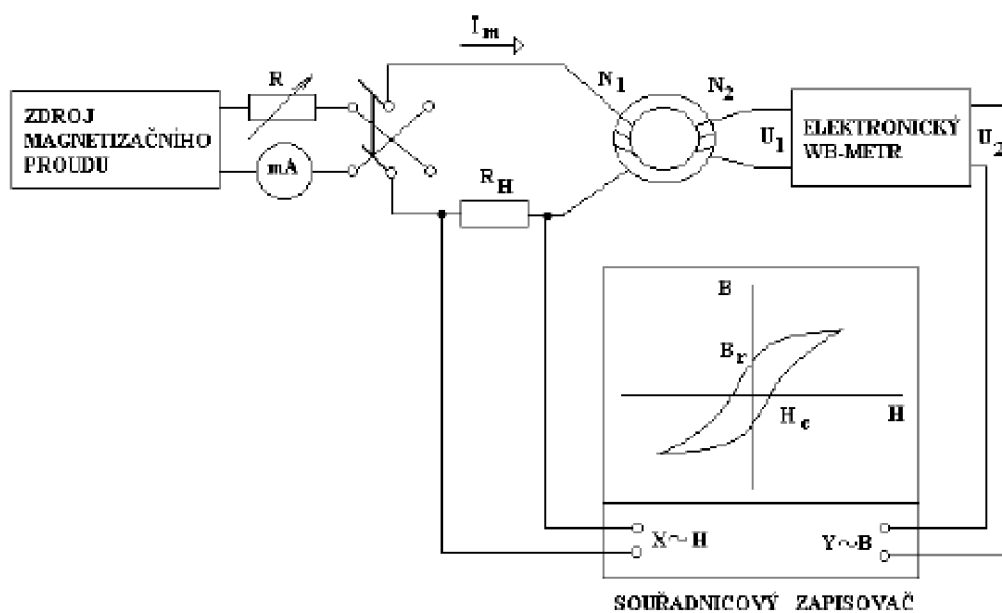 I m
R
N 1
N 2
ZDROJ
MAGNETIZAČNÍHO
PROUDU
mA
U 1
ELEKTRONICKÝ
WB-METR
U 2
R H
B
B r
H c
H
X~H
Y~B
SOUŘADNICOVÝ ZAPISOVAČ